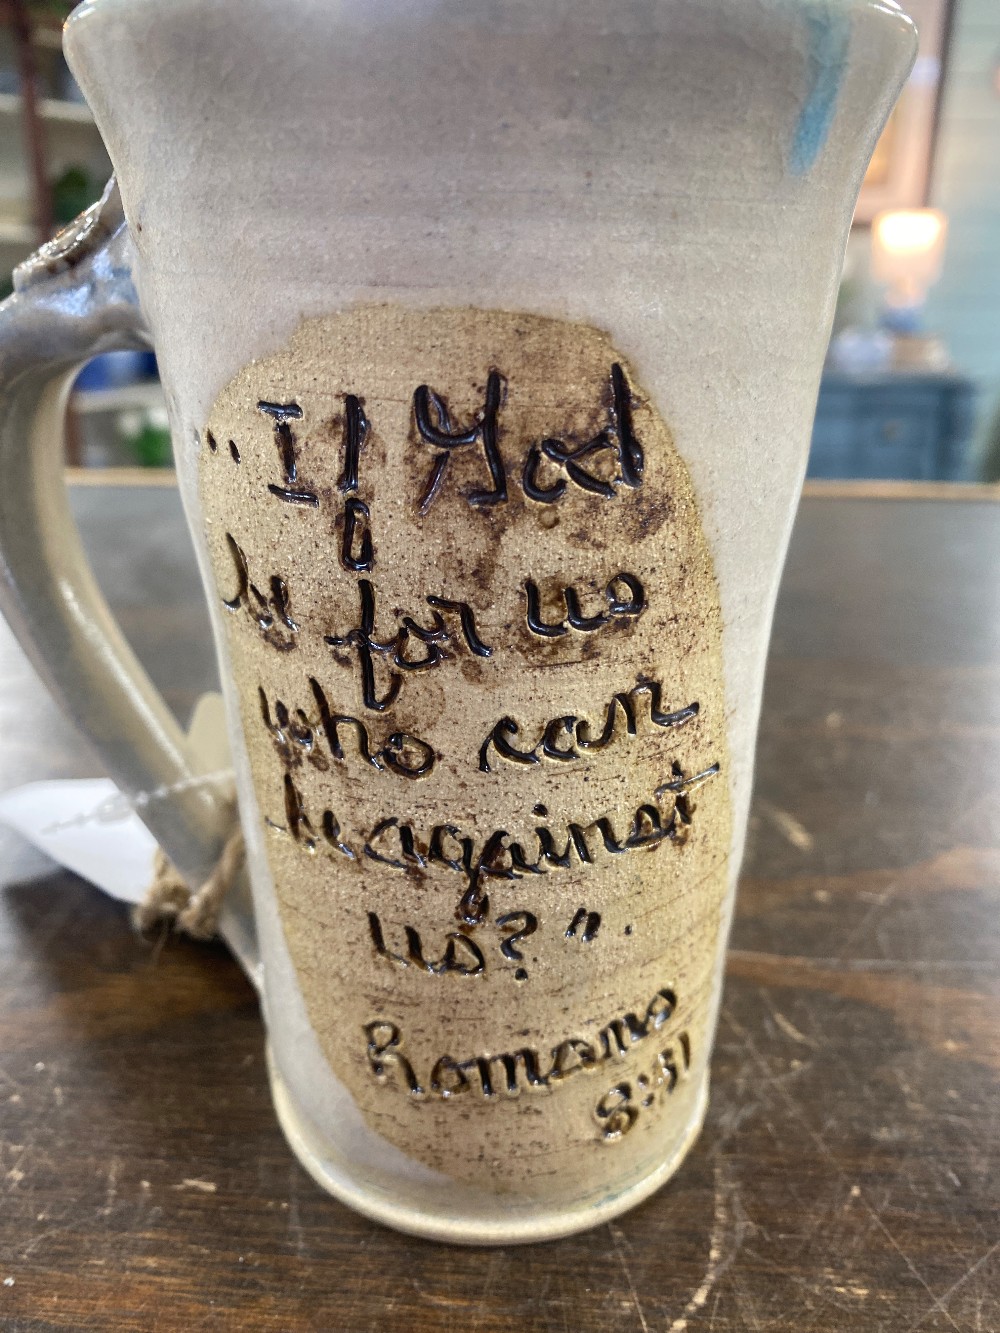 ..If God
be for us
who can
be against
us?".
Romans
8:31